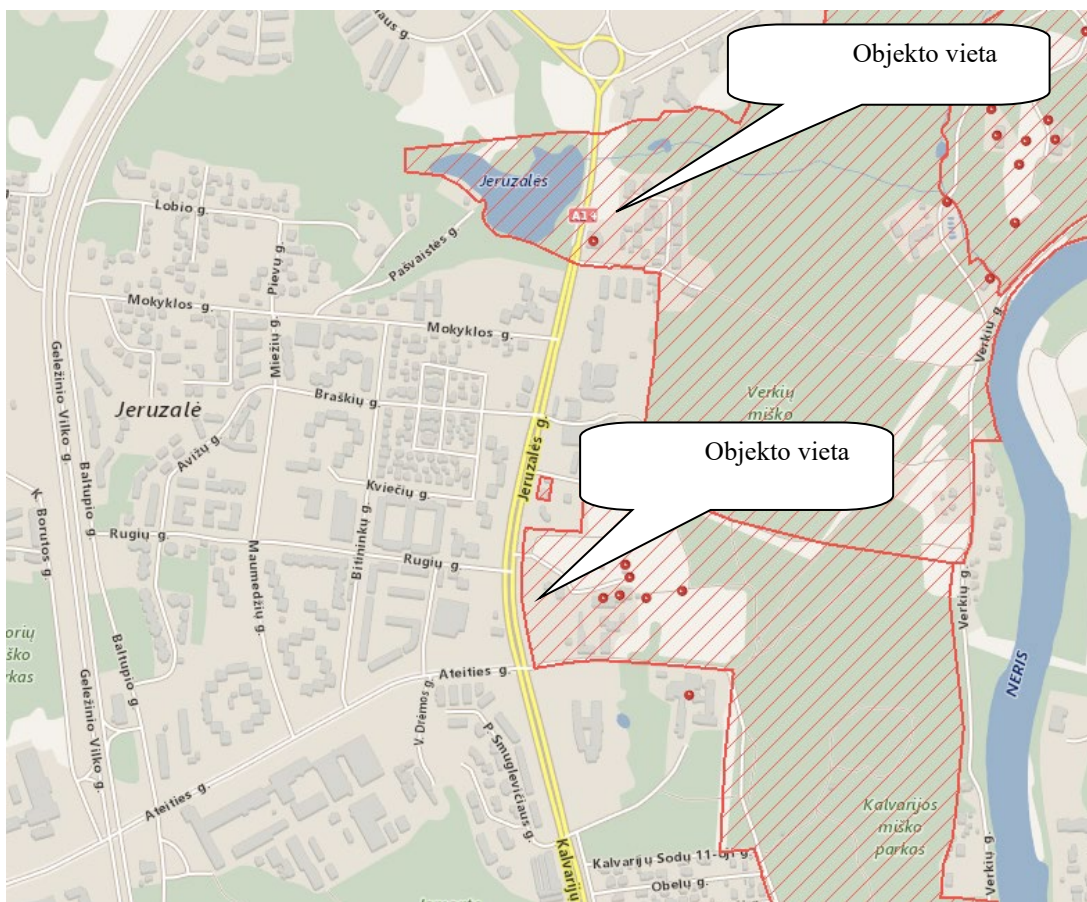 Objekto vieta
Jeruzalės
A14
Lobio g.
Pievų g.
Pašvaistės g.
Mokyklos g.
Mokyklos g.
Miežių g.
Verkių g.
Geležinio Vilko g.
Jeruzalė
Braškių g.
Verkių
miško
Avižų g.
Jeruzalės g.
Objekto vieta
Kviečių g.
K. Borutos g.
Baltupio g.
Rugių g.
Rugių g.
Maumedžių g.
Bitininkų g.
Verkių g.
Ateities g.
NERIS
Geležinio Vilko g.
Baltupio g.
V. Drėmos g.
P. Smuglevičiaus g.
Ateities g.
Kalvarijos
miško
parkas
Kalvarijų
Kalvarijų Sodų 11-oji g.
Obelų g.
Verkių g.